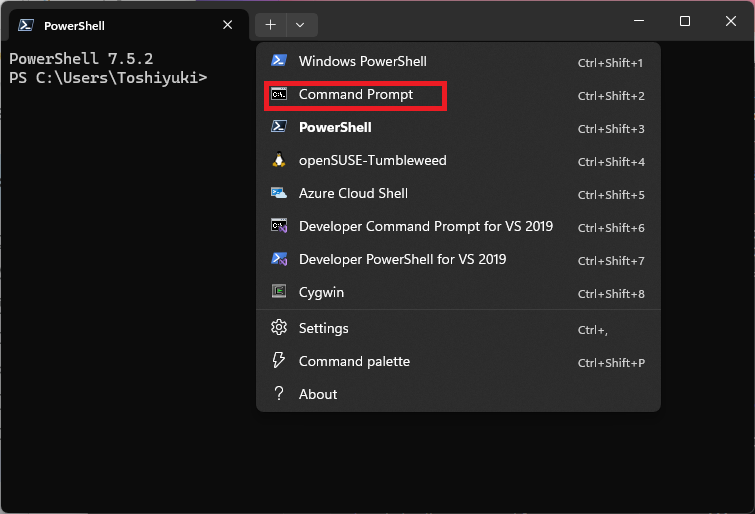 PowerShell
PowerShell 7.5.2
PS C:\Users\Toshiyuki>
Windows PowerShell Ctrl+Shift+1
Command Prompt Ctrl+Shift+2
PowerShell Ctrl+Shift+3
openSUSE-Tumbleweed Ctrl+Shift+4
Azure Cloud Shell Ctrl+Shift+5
Developer Command Prompt for VS 2019 Ctrl+Shift+6
Developer PowerShell for VS 2019 Ctrl+Shift+7
Cygwin Ctrl+Shift+8
Settings Ctrl+,
Command palette Ctrl+Shift+P
About